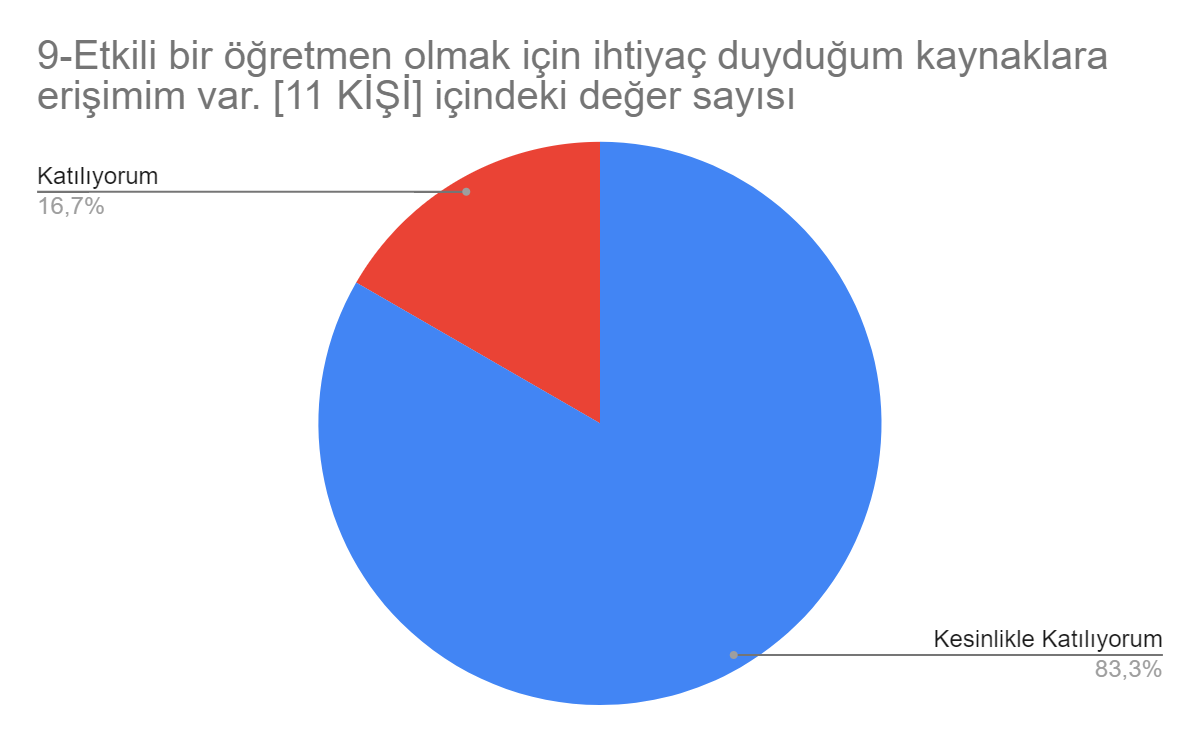 9-Etkili bir öğretmen olmak için ihtiyaç duyduğum kaynaklara
erişimim var. [11 KİŞİ] içindeki değer sayısı
Katılıyorum
16,7%
Kesinlikle Katılıyorum
83,3%